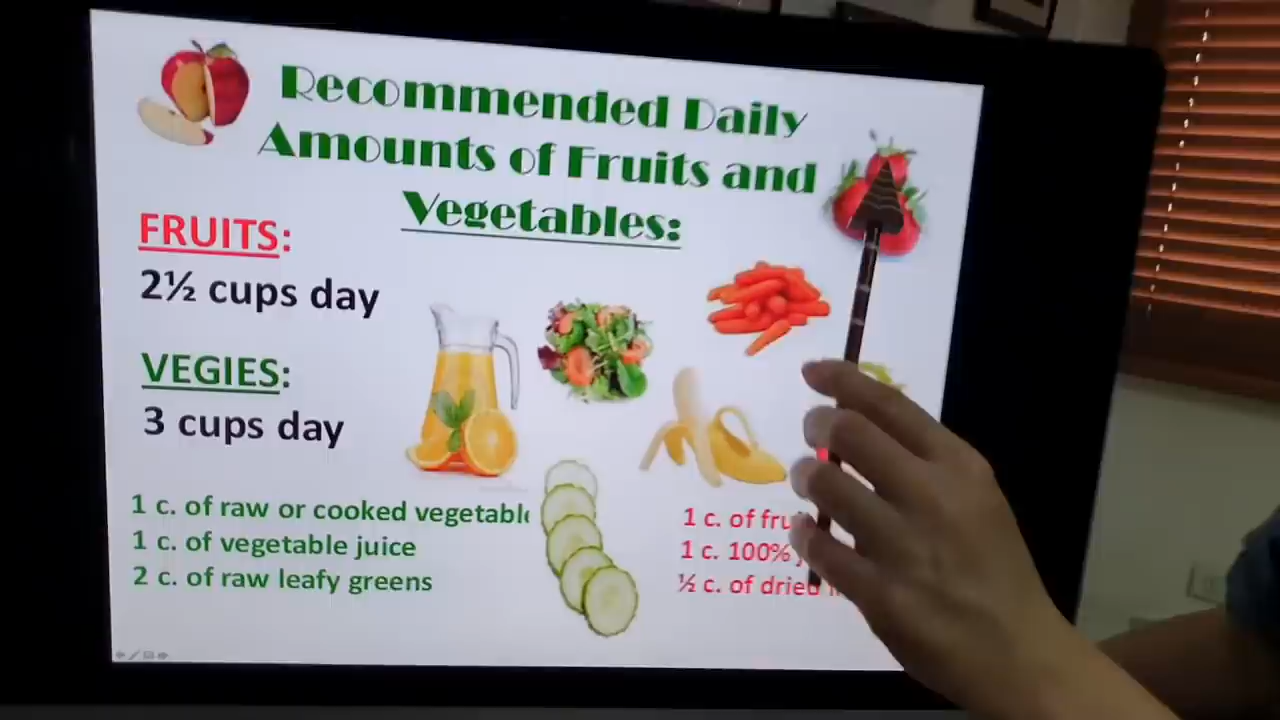 Recommended Daily
Amounts of Fruits and
Vegetables:
FRUITS:
2½ cups day
VEGIES:
3 cups day
1 c. of raw or cooked
1 c. of vegetable juice
2 c. of raw leafy greens
1 c. of
1 c. 100%
½ c. of dried